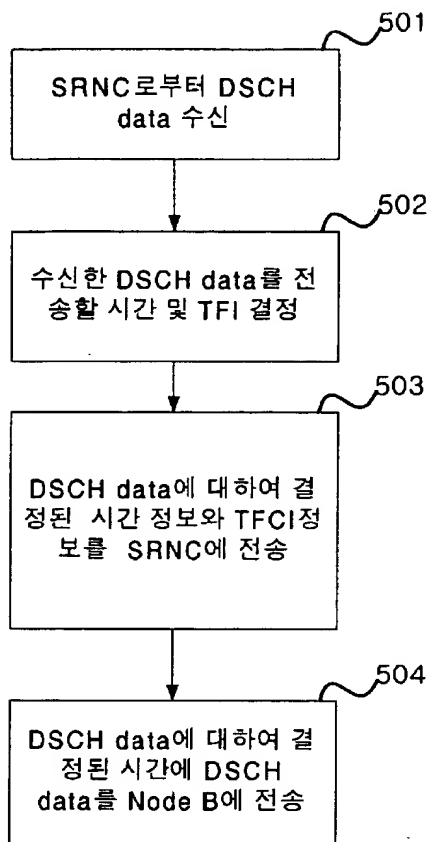 501
SRNC로부터 DSCH
data 수신
502
수신한 DSCH data를 전
송할 시간 및 TFI 결정
503
DSCH data에 대하여 결
정된 시간 정보와 TFCI정
보를 SRNC에 전송
504
DSCH data에 대하여 결
정된 시간에 DSCH
data를 Node B에 전송